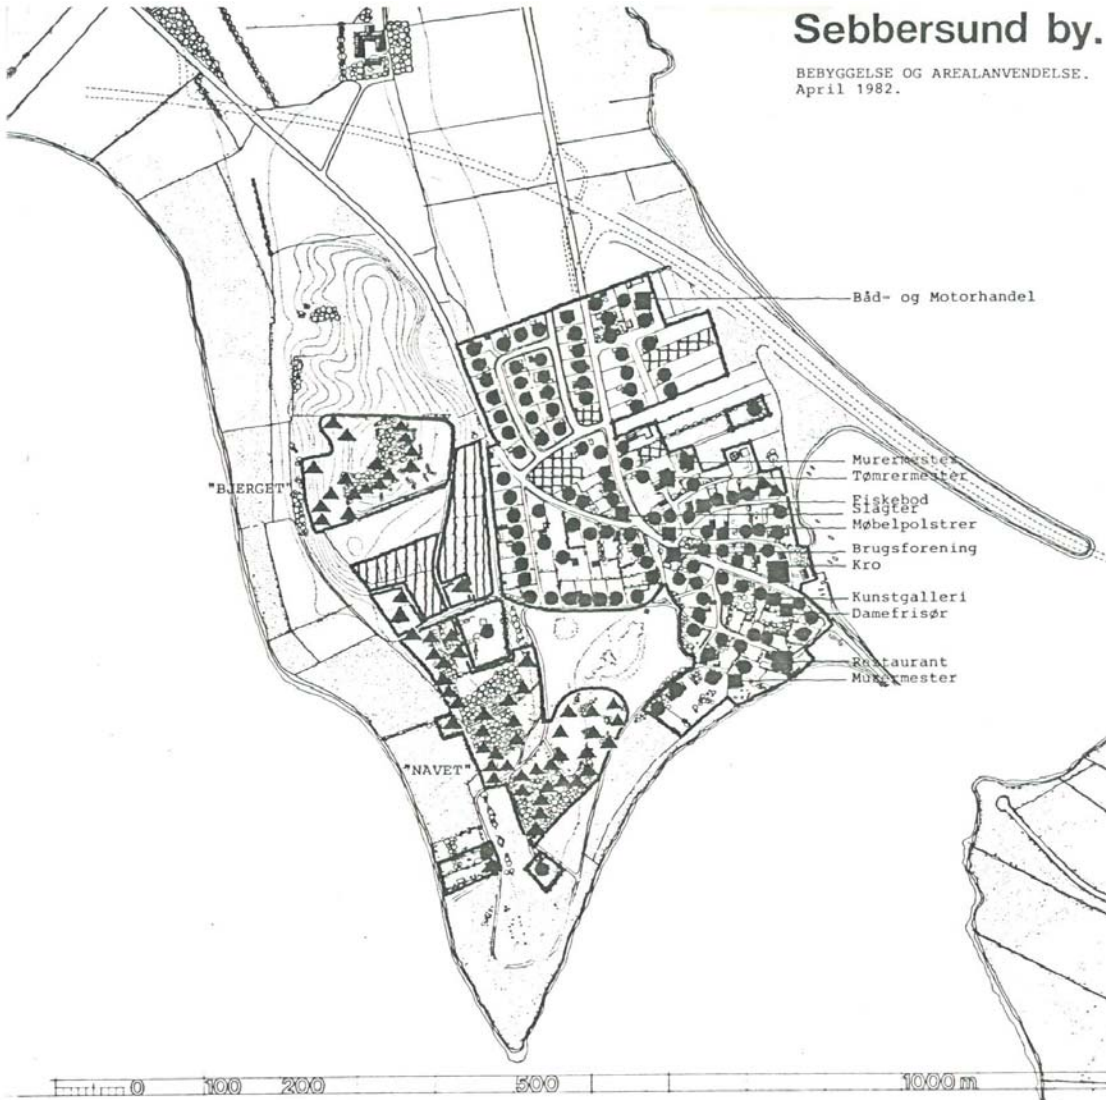 Sebbersund by.
BEBYGGELSE OG AREALANVENDELSE.
April 1982.
Båd- og Motorhandel
"BJERGET"
Murermester
Tømrermester
Fiskebod
Slagter
Møbelpolstrer
Brugsforening
Kro
Kunstgalleri
Damefrisør
Restaurant
Murermester
"NAVET"
0 100 200 500 1000 m